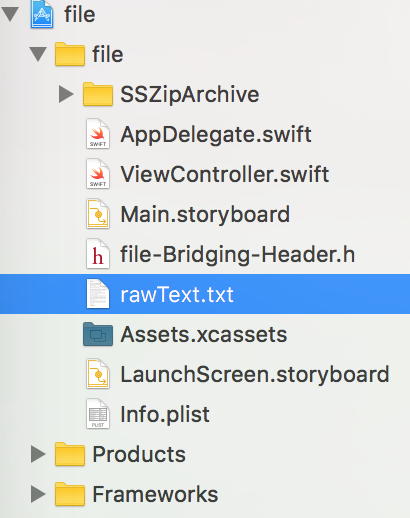 file
file
SSZipArchive
AppDelegate.swift
ViewController.swift
Main.storyboard
file-Bridging-Header.h
rawText.txt
Assets.xcassets
LaunchScreen.storyboard
Info.plist
Products
Frameworks